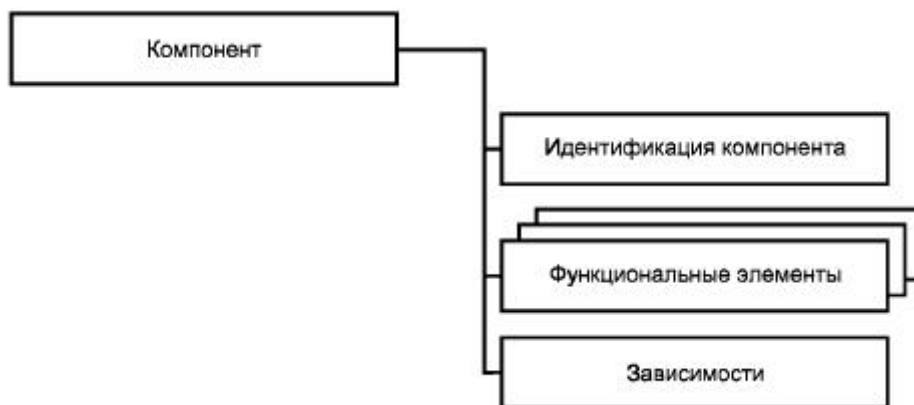 Компонент
Идентификация компонента
Функциональные элементы
Зависимости